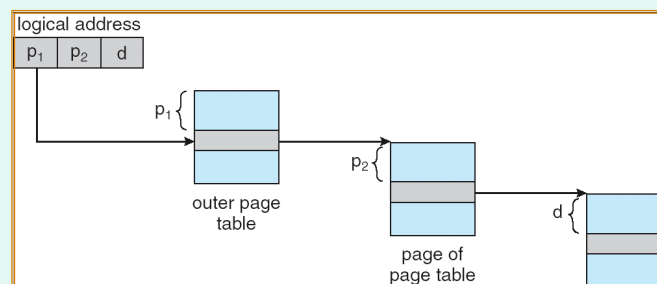 logical address
p₁ p₂ d
p₁
p₂
outer page
table
d
page of
page table